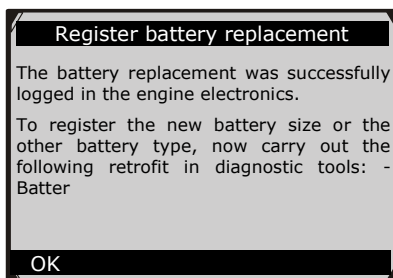 Register battery replacement
The battery replacement was successfully
logged in the engine electronics.
To register the new battery size or the
other battery type, now carry out the
following retrofit in diagnostic tools: -
Batter
OK